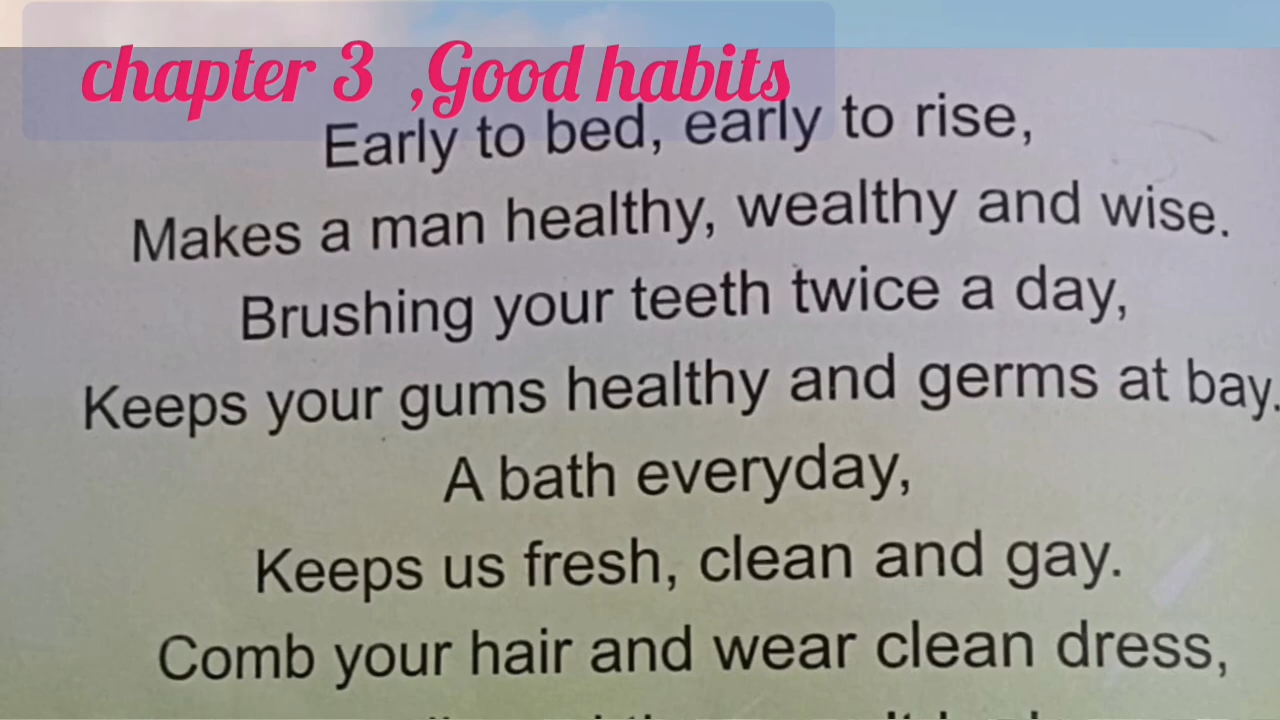 chapter 3 ,Good habits
Early to bed, early to rise,
Makes a man healthy, wealthy and wise.
Brushing your teeth twice a day,
Keeps your gums healthy and germs at bay.
A bath everyday,
Keeps us fresh, clean and gay.
Comb your hair and wear clean dress,